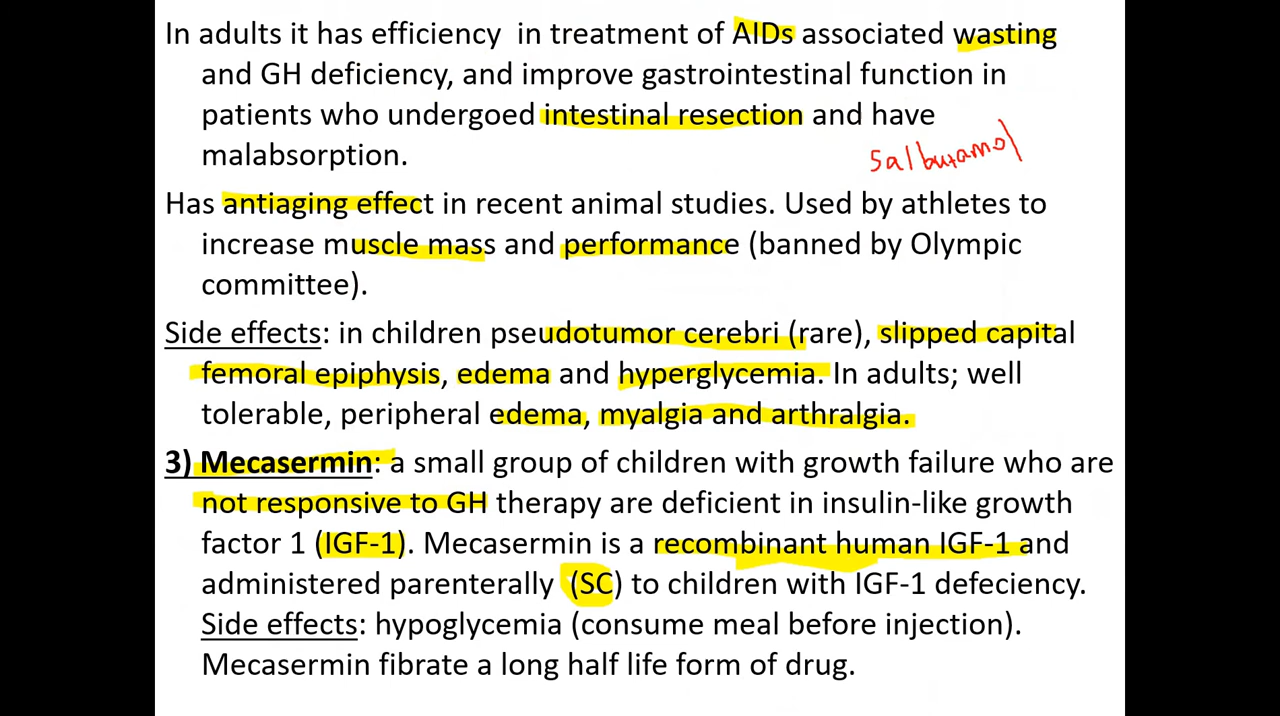 In adults it has efficiency in treatment of AIDs associated wasting
and GH deficiency, and improve gastrointestinal function in
patients who undergoed intestinal resection and have
malabsorption.
Salbutamol
Has antiaging effect in recent animal studies. Used by athletes to
increase muscle mass and performance (banned by Olympic
committee).
Side effects: in children pseudotumor cerebri (rare), slipped capital
femoral epiphysis, edema and hyperglycemia. In adults; well
tolerable, peripheral edema, myalgia and arthralgia.
3) Mecasermin: a small group of children with growth failure who are
not responsive to GH therapy are deficient in insulin-like growth
factor 1 (IGF-1). Mecasermin is a recombinant human IGF-1 and
administered parenterally (SC) to children with IGF-1 defeciency.
Side effects: hypoglycemia (consume meal before injection).
Mecasermin fibrate a long half life form of drug.